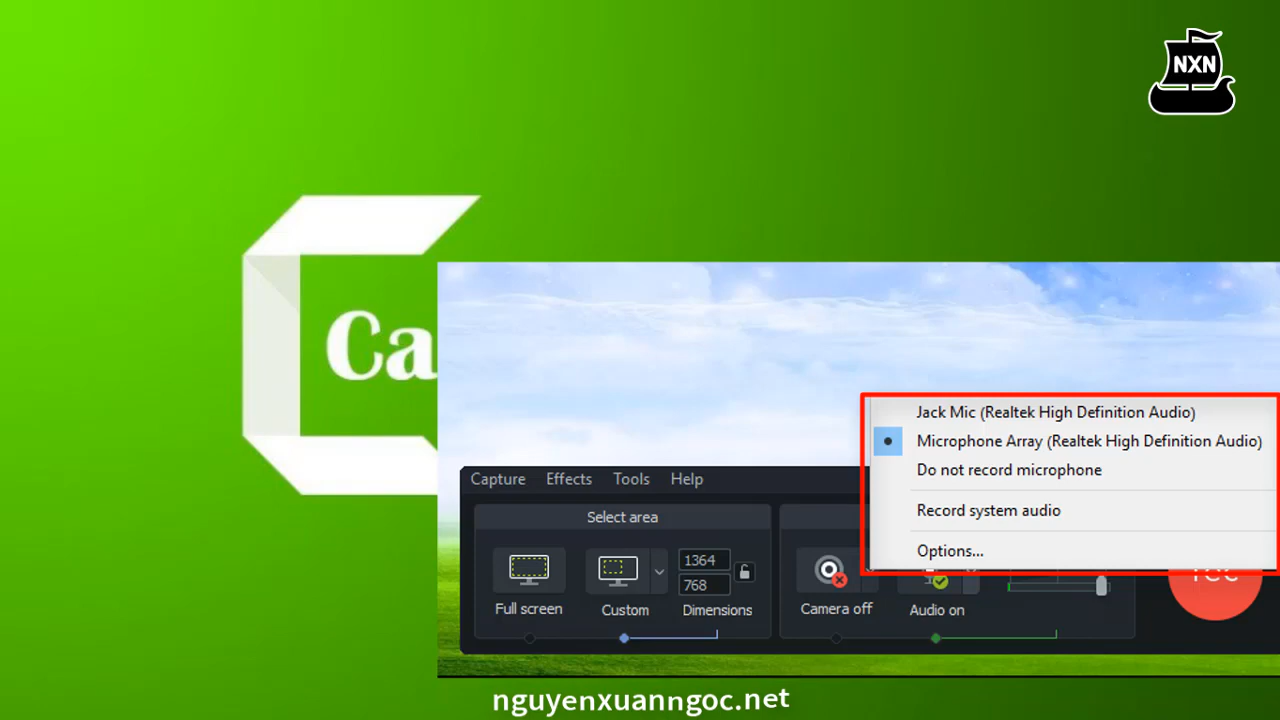 NXN
Ca
Jack Mic (Realtek High Definition Audio)
Microphone Array (Realtek High Definition Audio)
Do not record microphone
Record system audio
Options...
Capture Effects Tools Help
Select area
1364
768
Full screen Custom Dimensions
Camera off Audio on
rec
nguyenxuanngoc.net